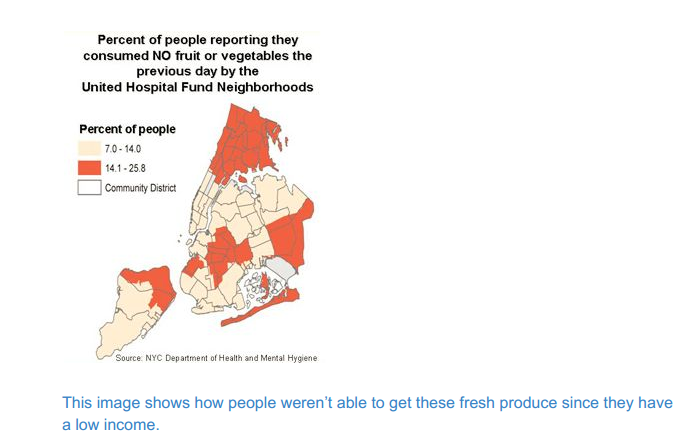 Percent of people reporting they
consumed NO fruit or vegetables the
previous day by the
United Hospital Fund Neighborhoods
Percent of people
7.0 - 14.0
14.1 - 25.8
Community District
Source: NYC Department of Health and Mental Hygiene
This image shows how people weren’t able to get these fresh produce since they have
a low income.